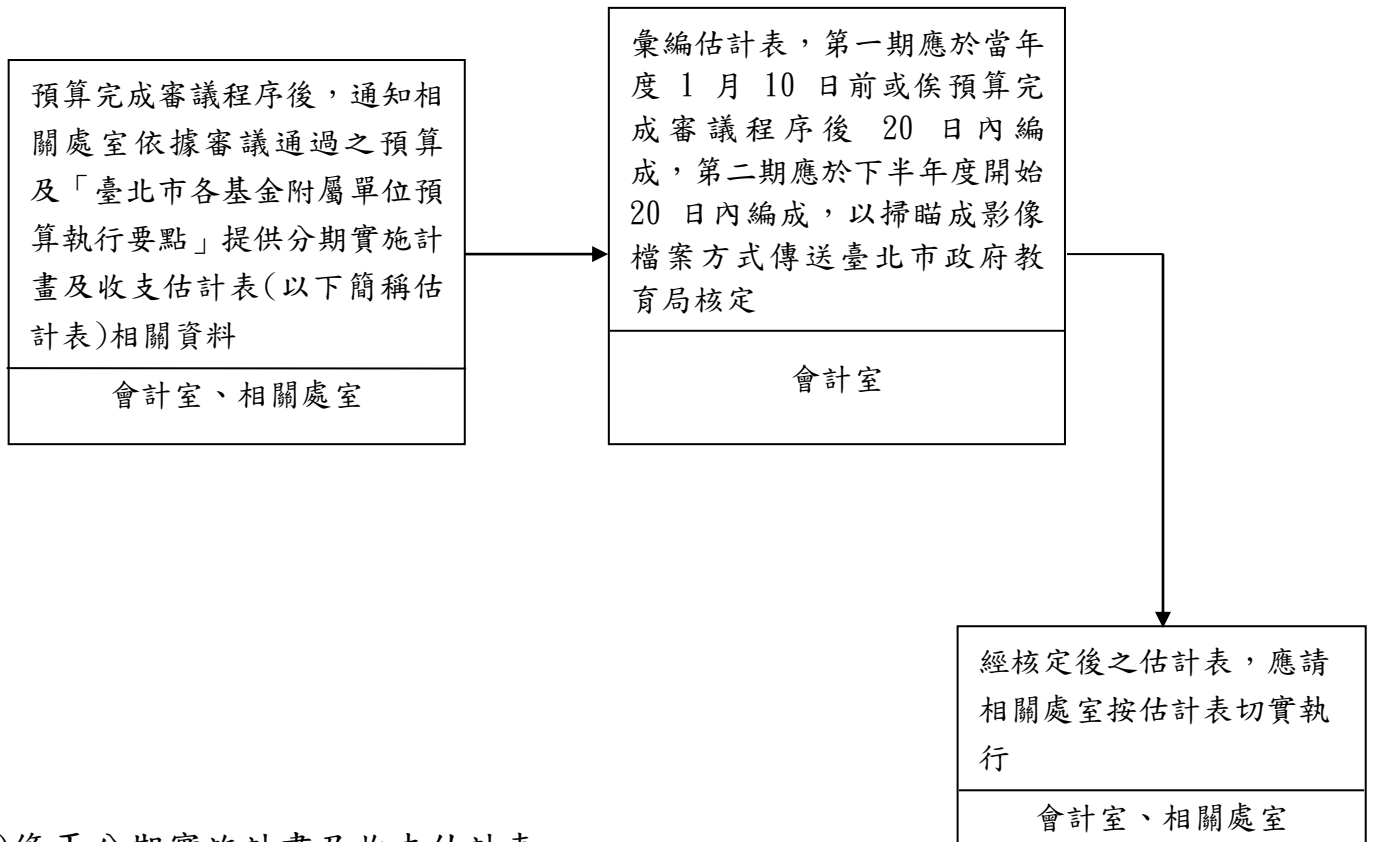 預算完成審議程序後，通知相
關處室依據審議通過之預算
及「臺北市各基金附屬單位預
算執行要點」提供分期實施計
畫及收支估計表(以下簡稱估
計表)相關資料
會計室、相關處室
彙編估計表，第一期應於當年
度 1 月 10 日前或俟預算完
成審議程序後 20 日內編
成，第二期應於下半年度開始
20 日內編成，以掃瞄成影像
檔案方式傳送臺北市政府教
育局核定
會計室
經核定後之估計表，應請
相關處室按估計表切實執
行
會計室、相關處室